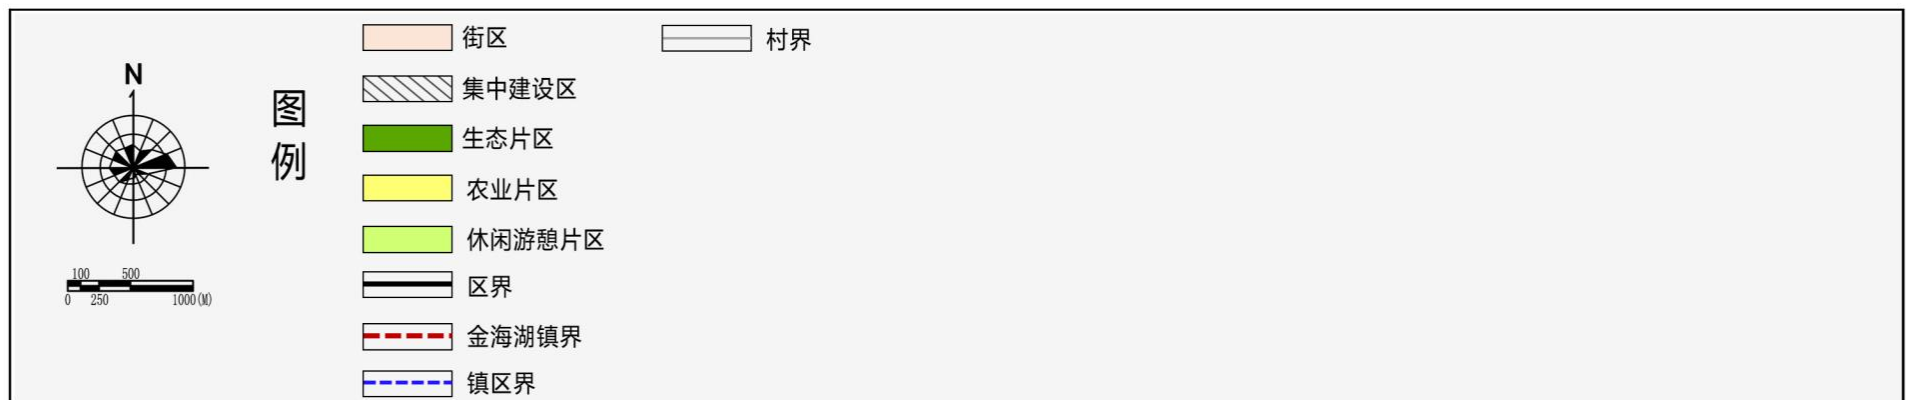 N
100 500
0 250 1000(M)
图
例
街区
集中建设区
生态片区
农业片区
休闲游憩片区
区界
金海湖镇界
镇区界
村界